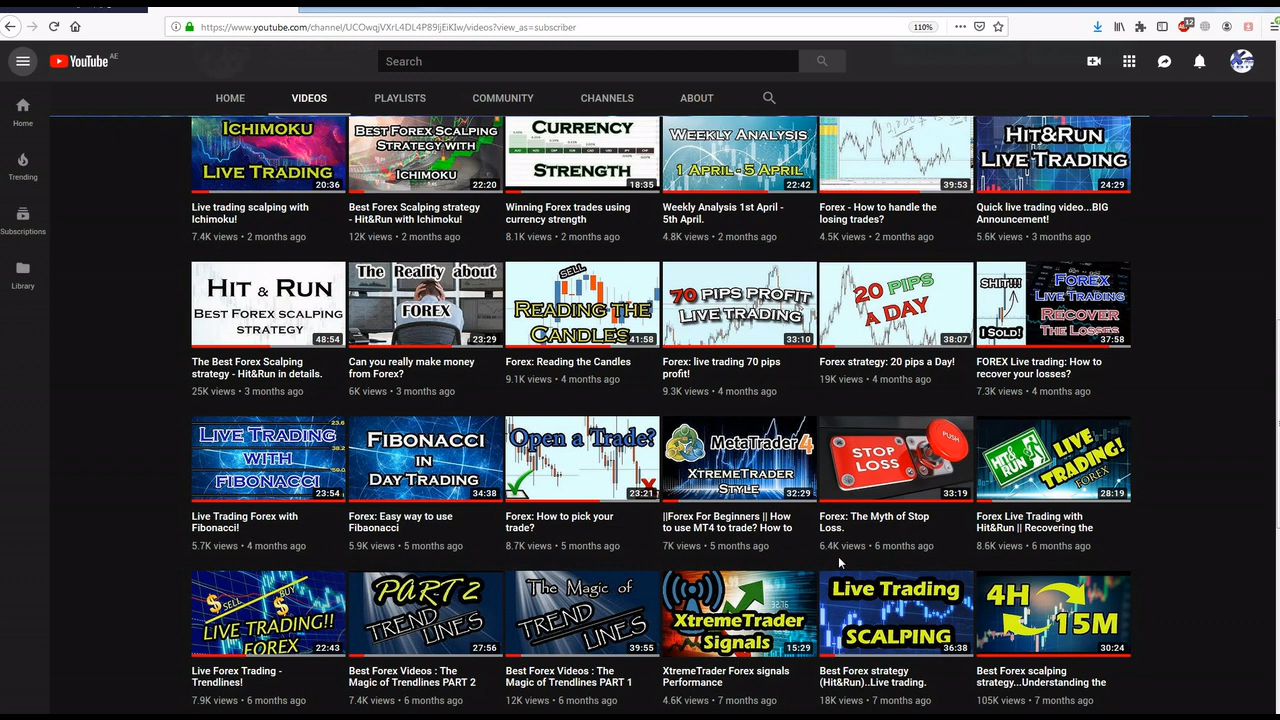 https://www.youtube.com/channel/UCOwqjVXrL4DL4P89IjEiKIw/videos?view_as=subscriber
110%
12
YouTube AE
Search
HOME
VIDEOS
PLAYLISTS
COMMUNITY
CHANNELS
ABOUT
Home
Trending
Subscriptions
Library
ICHIMOKU
LIVE TRADING
20:36
BEST FOREX SCALPING
STRATEGY WITH
ICHIMOKU
22:20
CURRENCY
STRENGTH
18:35
WEEKLY ANALYSIS
1 APRIL - 5 APRIL
22:42
39:53
HIT&RUN
LIVE TRADING
24:29
Live trading scalping with
Ichimoku!
7.4K views • 2 months ago
Best Forex Scalping strategy
- Hit&Run with Ichimoku!
12K views • 2 months ago
Winning Forex trades using
currency strength
8.1K views • 2 months ago
Weekly Analysis 1st April -
5th April.
4.8K views • 2 months ago
Forex - How to handle the
losing trades?
4.5K views • 2 months ago
Quick live trading video...BIG
Announcement!
5.6K views • 3 months ago
HIT & RUN
BEST FOREX SCALPING
STRATEGY
48:54
The Reality about
FOREX
23:29
SELL
READING THE
CANDLES
41:58
70 PIPS PROFIT
LIVE TRADING
33:10
20 PIPS
A DAY
38:07
SHIT!!!
I SOLD!
FOREX
LIVE TRADING
RECOVER
THE LOSSES
37:58
The Best Forex Scalping
strategy - Hit&Run in details.
25K views • 3 months ago
Can you really make money
from Forex?
6K views • 3 months ago
Forex: Reading the Candles
9.1K views • 4 months ago
Forex: live trading 70 pips
profit!
9.3K views • 4 months ago
Forex strategy: 20 pips a Day!
19K views • 4 months ago
FOREX Live trading: How to
recover your losses?
7.3K views • 4 months ago
LIVE TRADING
WITH
FIBONACCI
23.6
38.2
50.0
23:54
FIBONACCI
IN
DAY TRADING
34:38
Open a Trade?
23:21
MetaTrader 4
XTREMETRADER
STYLE
32:29
STOP
LOSS
PUSH
33:19
HIT&
RUN
LIVE
TRADING!
FOREX
28:19
Live Trading Forex with
Fibonacci!
5.7K views • 4 months ago
Forex: Easy way to use
Fibaonacci
5.9K views • 5 months ago
Forex: How to pick your
trade?
8.7K views • 5 months ago
||Forex For Beginners || How
to use MT4 to trade? How to
7K views • 5 months ago
Forex: The Myth of Stop
Loss.
6.4K views • 6 months ago
Forex Live Trading with
Hit&Run || Recovering the
8.6K views • 6 months ago
SELL
BUY
LIVE TRADING!!
FOREX
22:43
PART 2
TREND
LINES
27:56
The Magic of
TREND
LINES
39:55
XtremeTrader
Signals
15:29
Live Trading
SCALPING
36:38
4H
15M
30:24
Live Forex Trading -
Trendlines!
7.9K views • 6 months ago
Best Forex Videos : The
Magic of Trendlines PART 2
7.4K views • 6 months ago
Best Forex Videos : The
Magic of Trendlines PART 1
12K views • 6 months ago
XtremeTrader Forex signals
Performance
4.6K views • 7 months ago
Best Forex strategy
(Hit&Run)..Live trading.
18K views • 7 months ago
Best Forex scalping
strategy...Understanding the
105K views • 7 months ago